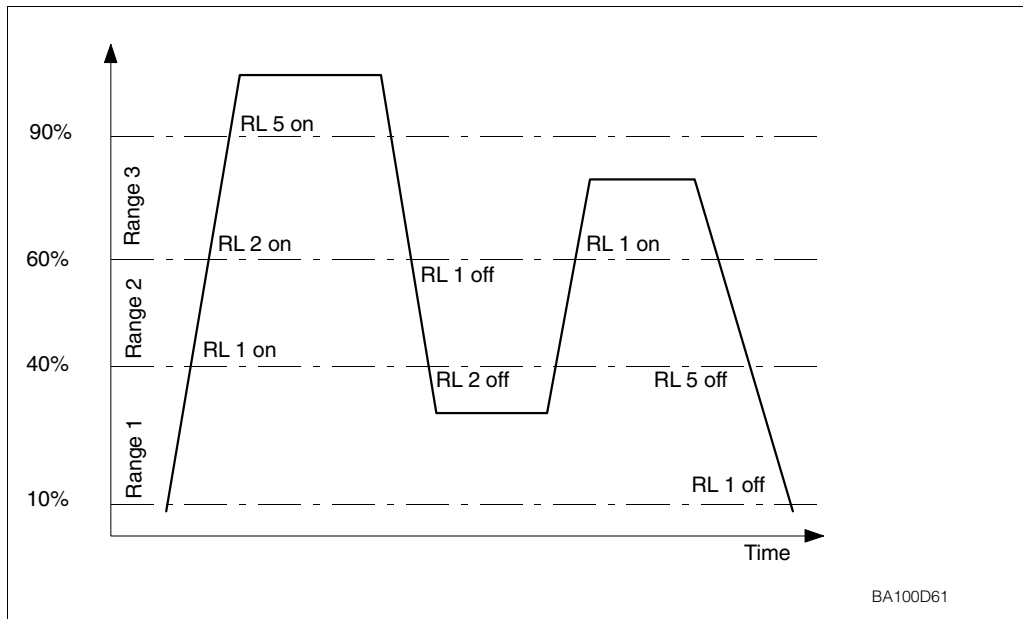 90%
RL 5 on
Range 3
RL 2 on
RL 1 on
60%
RL 1 off
Range 2
RL 1 on
40%
RL 2 off
RL 5 off
Range 1
RL 1 off
10%
Time
BA100D61